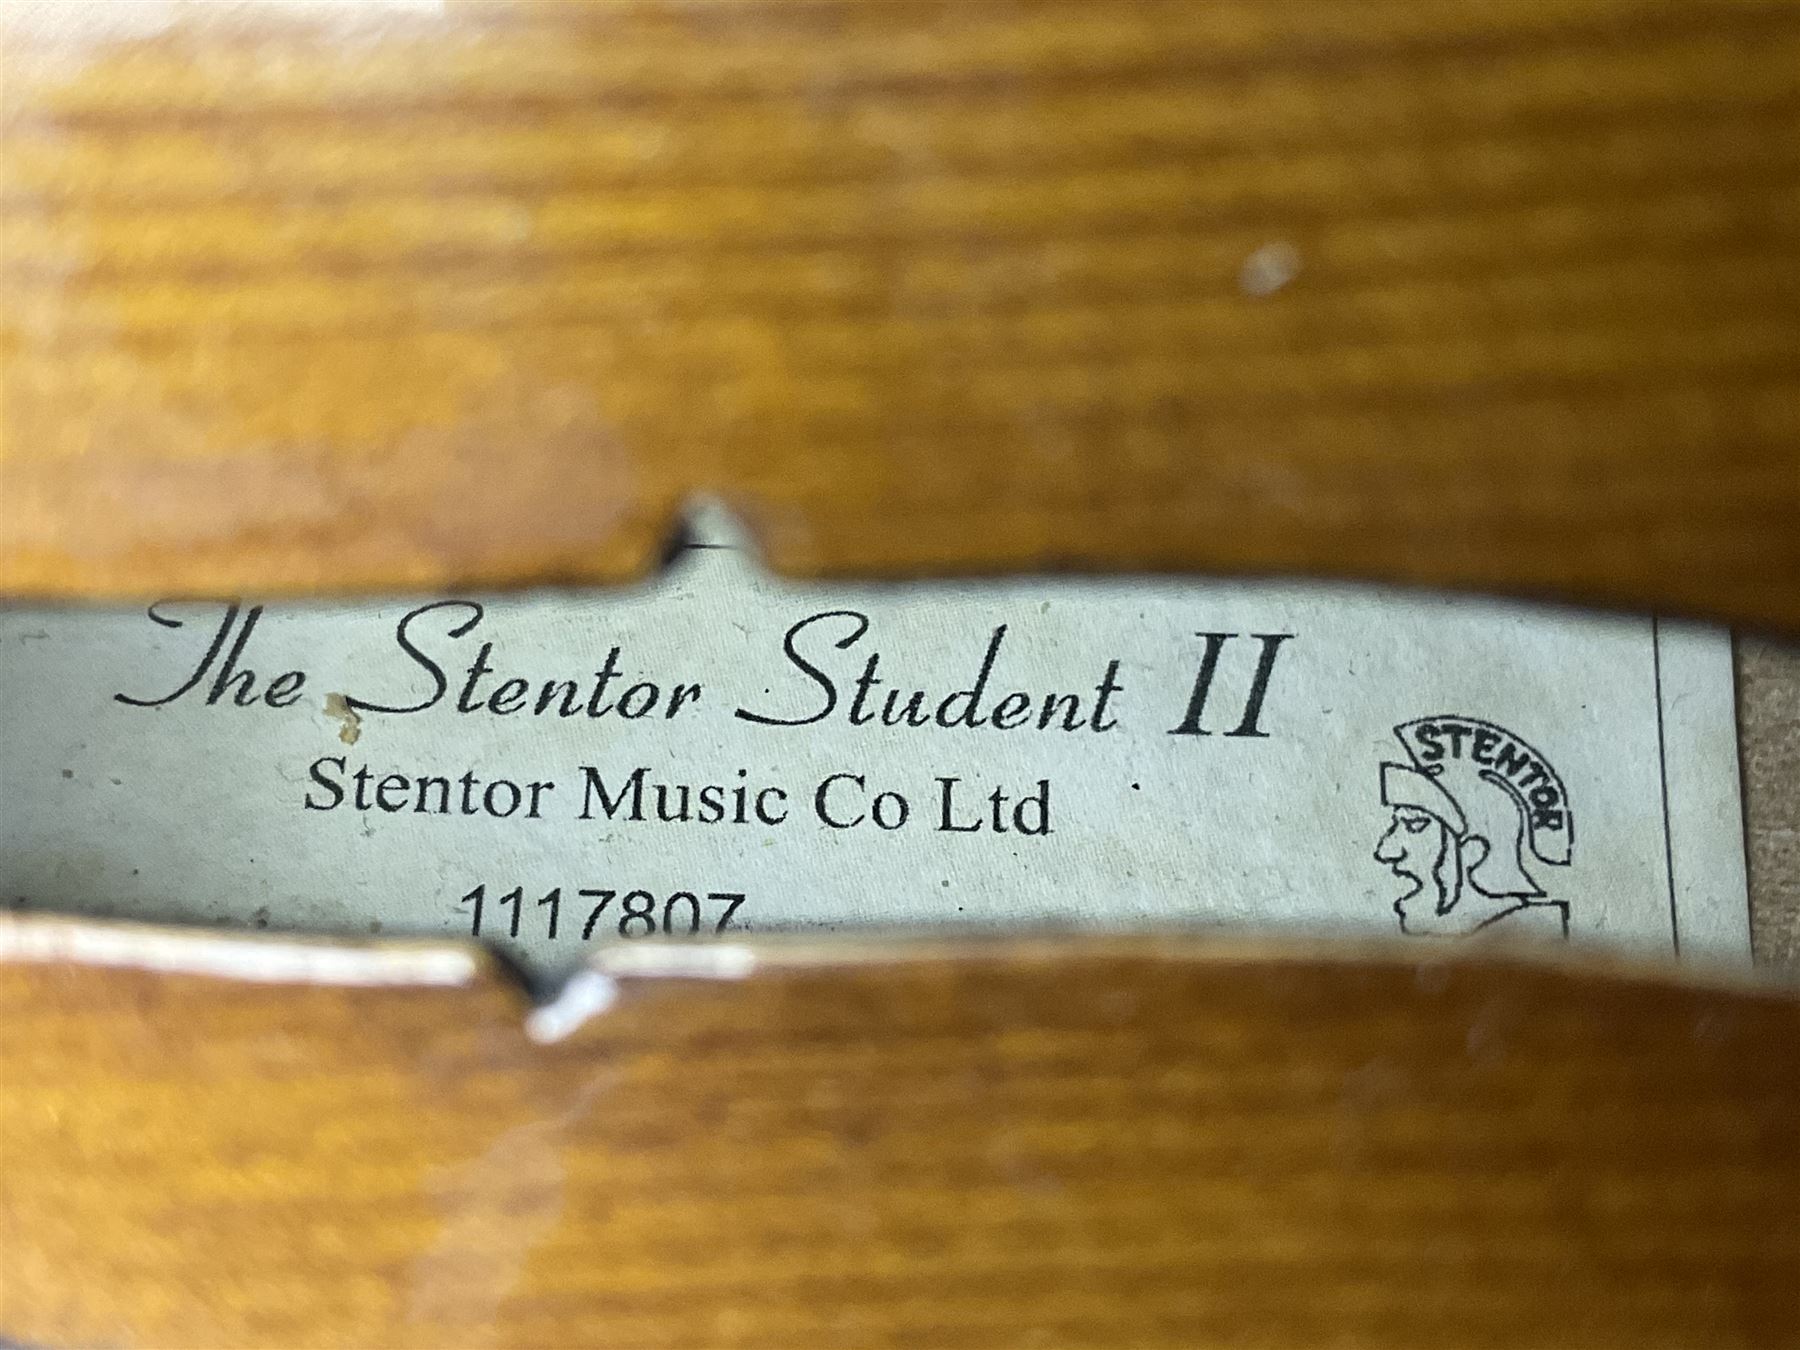 The Stentor Student II
Stentor Music Co Ltd
STENTOR
1117807